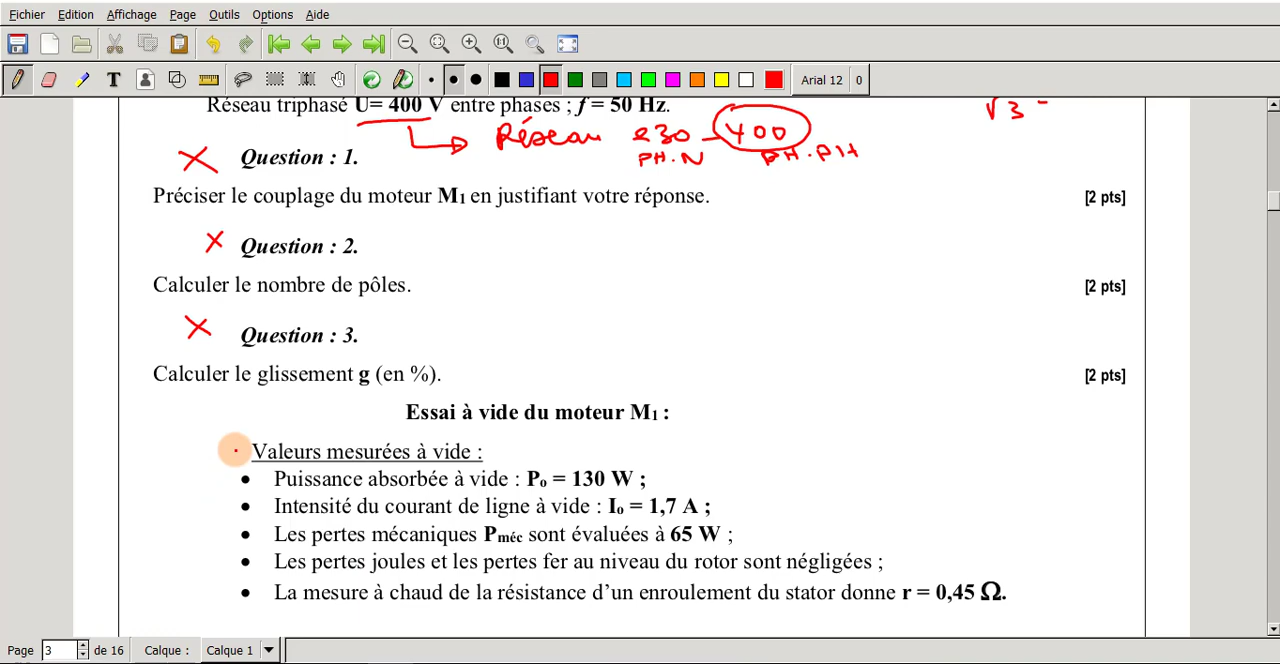 Fichier Edition Affichage Page Outils Options Aide
Arial 12 0
Réseau triphasé U= 400 V entre phases ; f = 50 Hz.
√3
Réseau 230 - 400
PH.N PH.PH
Question : 1.
Préciser le couplage du moteur M1 en justifiant votre réponse. [2 pts]
Question : 2.
Calculer le nombre de pôles. [2 pts]
Question : 3.
Calculer le glissement g (en %). [2 pts]
Essai à vide du moteur M1 :
Valeurs mesurées à vide :
• Puissance absorbée à vide : Po = 130 W ;
• Intensité du courant de ligne à vide : Io = 1,7 A ;
• Les pertes mécaniques Pméc sont évaluées à 65 W ;
• Les pertes joules et les pertes fer au niveau du rotor sont négligées ;
• La mesure à chaud de la résistance d’un enroulement du stator donne r = 0,45 Ω.
Page 3 de 16 Calque : Calque 1